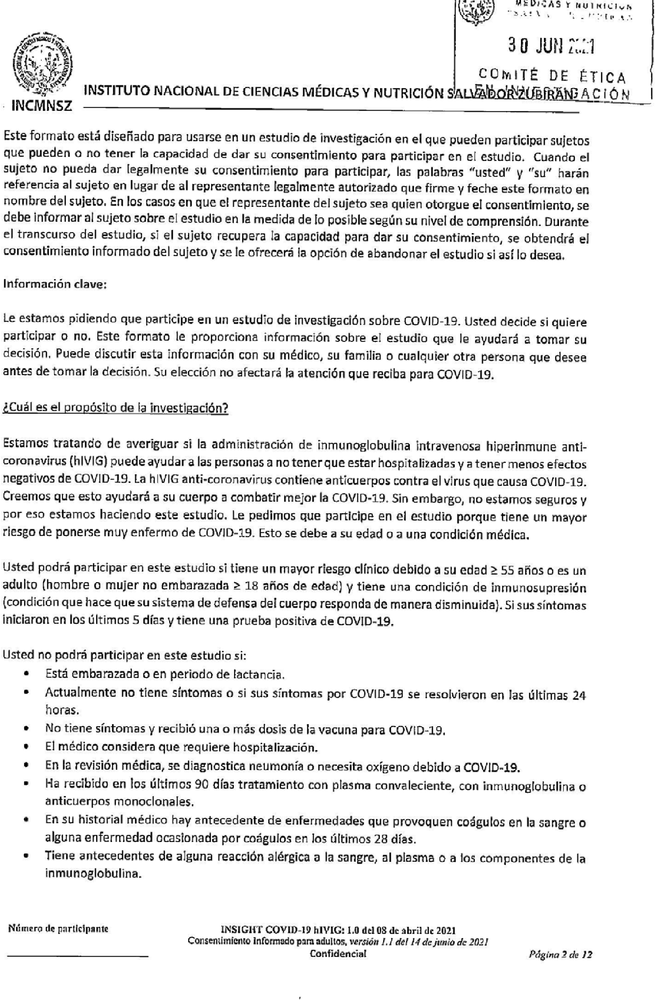 MÉDICAS Y NUTRICIÓN
30 JUN 2021
COMITÉ DE ÉTICA
EN INVESTIGACIÓN
INCMNSZ
INSTITUTO NACIONAL DE CIENCIAS MÉDICAS Y NUTRICIÓN SALVADOR ZUBIRÁN
Este formato está diseñado para usarse en un estudio de investigación en el que pueden participar sujetos
que pueden o no tener la capacidad de dar su consentimiento para participar en el estudio. Cuando el
sujeto no pueda dar legalmente su consentimiento para participar, las palabras "usted" y "su" harán
referencia al sujeto en lugar de al representante legalmente autorizado que firme y feche este formato en
nombre del sujeto. En los casos en que el representante del sujeto sea quien otorgue el consentimiento, se
debe informar al sujeto sobre el estudio en la medida de lo posible según su nivel de comprensión. Durante
el transcurso del estudio, si el sujeto recupera la capacidad para dar su consentimiento, se obtendrá el
consentimiento informado del sujeto y se le ofrecerá la opción de abandonar el estudio si así lo desea.
Información clave:
Le estamos pidiendo que participe en un estudio de investigación sobre COVID-19. Usted decide si quiere
participar o no. Este formato le proporciona información sobre el estudio que le ayudará a tomar su
decisión. Puede discutir esta información con su médico, su familia o cualquier otra persona que desee
antes de tomar la decisión. Su elección no afectará la atención que reciba para COVID-19.
¿Cuál es el propósito de la investigación?
Estamos tratando de averiguar si la administración de inmunoglobulina intravenosa hiperinmune anti-
coronavirus (hIVIG) puede ayudar a las personas a no tener que estar hospitalizadas y a tener menos efectos
negativos de COVID-19. La hIVIG anti-coronavirus contiene anticuerpos contra el virus que causa COVID-19.
Creemos que esto ayudará a su cuerpo a combatir mejor la COVID-19. Sin embargo, no estamos seguros y
por eso estamos haciendo este estudio. Le pedimos que participe en el estudio porque tiene un mayor
riesgo de ponerse muy enfermo de COVID-19. Esto se debe a su edad o a una condición médica.
Usted podrá participar en este estudio si tiene un mayor riesgo clínico debido a su edad ≥ 55 años o es un
adulto (hombre o mujer no embarazada ≥ 18 años de edad) y tiene una condición de inmunosupresión
(condición que hace que su sistema de defensa del cuerpo responda de manera disminuida). Si sus síntomas
iniciaron en los últimos 5 días y tiene una prueba positiva de COVID-19.
Usted no podrá participar en este estudio si:
• Está embarazada o en periodo de lactancia.
• Actualmente no tiene síntomas o si sus síntomas por COVID-19 se resolvieron en las últimas 24
horas.
• No tiene síntomas y recibió una o más dosis de la vacuna para COVID-19.
• El médico considera que requiere hospitalización.
• En la revisión médica, se diagnostica neumonía o necesita oxígeno debido a COVID-19.
• Ha recibido en los últimos 90 días tratamiento con plasma convaleciente, con inmunoglobulina o
anticuerpos monoclonales.
• En su historial médico hay antecedente de enfermedades que provoquen coágulos en la sangre o
alguna enfermedad ocasionada por coágulos en los últimos 28 días.
• Tiene antecedentes de alguna reacción alérgica a la sangre, al plasma o a los componentes de la
inmunoglobulina.
Número de participante
INSIGHT COVID-19 hIVIG: 1.0 del 08 de abril de 2021
Consentimiento Informado para adultos, versión 1.1 del 14 de junio de 2021
Confidencial
Página 2 de 12